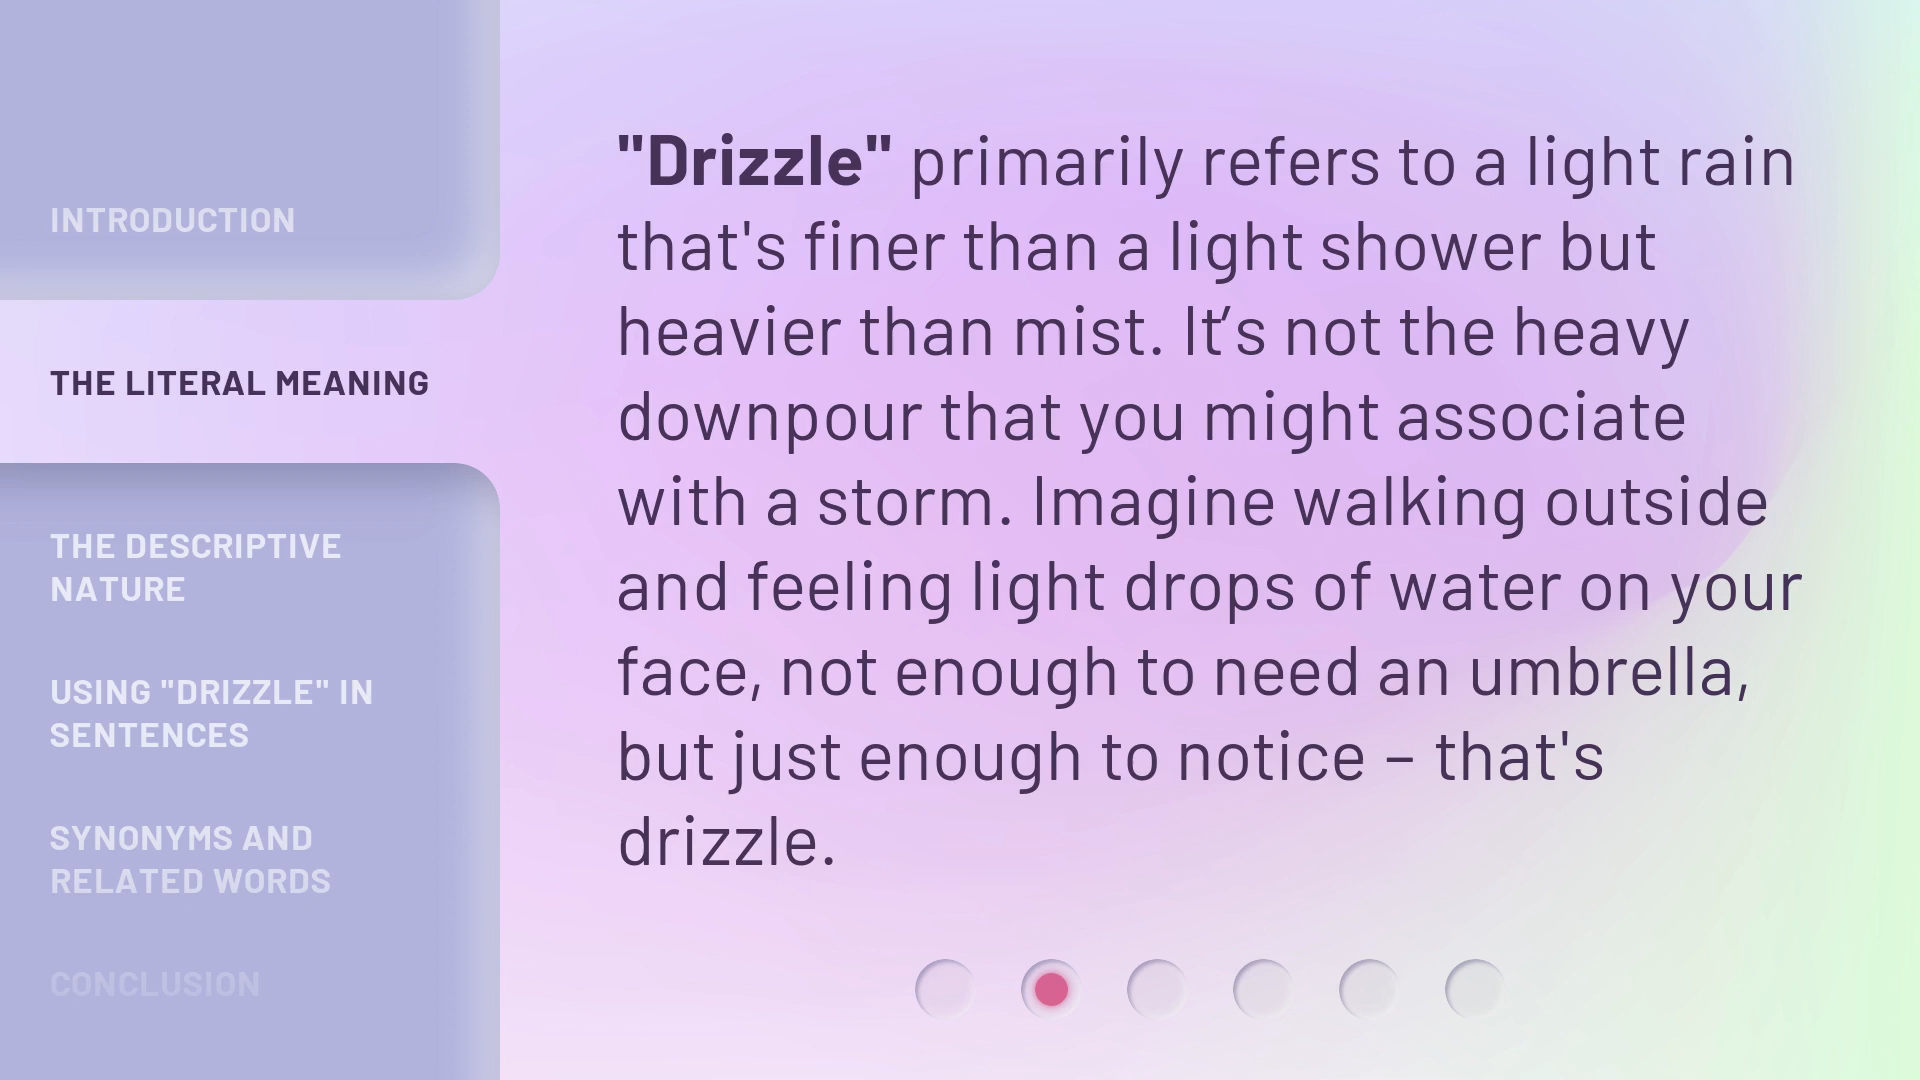 INTRODUCTION
THE LITERAL MEANING
THE DESCRIPTIVE
NATURE
USING "DRIZZLE" IN
SENTENCES
SYNONYMS AND
RELATED WORDS
CONCLUSION
"Drizzle" primarily refers to a light rain
that's finer than a light shower but
heavier than mist. It’s not the heavy
downpour that you might associate
with a storm. Imagine walking outside
and feeling light drops of water on your
face, not enough to need an umbrella,
but just enough to notice – that's
drizzle.